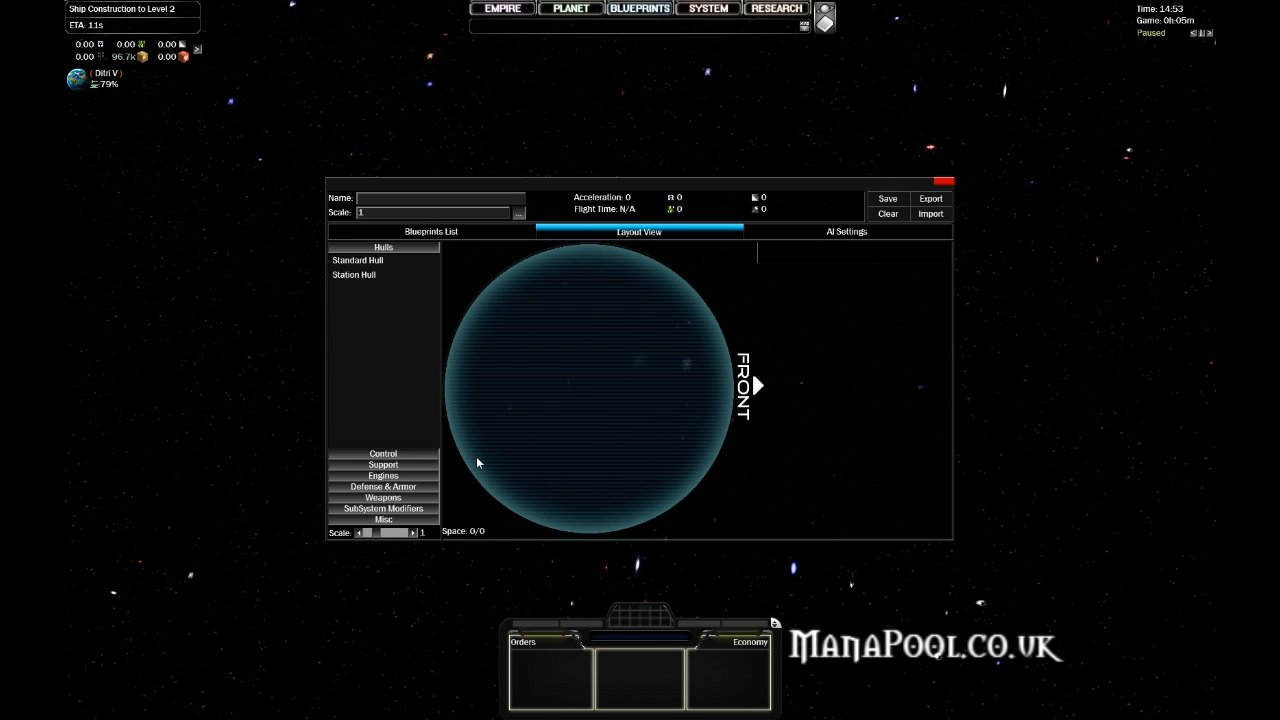 Ship Construction to Level 2
ETA: 11s
0.00 0.00 0.00
0.00 96.7k 0.00 >
( Ditri V )
79%
EMPIRE PLANET BLUEPRINTS SYSTEM RESEARCH
Time: 14:53
Game: 0h:05m
Paused
Name:
Scale: 1 ...
Acceleration: 0 0 0
Flight Time: N/A 0 0
Save Export
Clear Import
Blueprints List Layout View AI Settings
Hulls
Standard Hull
Station Hull
FRONT
Control
Support
Engines
Defense & Armor
Weapons
SubSystem Modifiers
Misc
Scale: 1 Space: 0/0
Orders Economy
ManaPool.co.uk